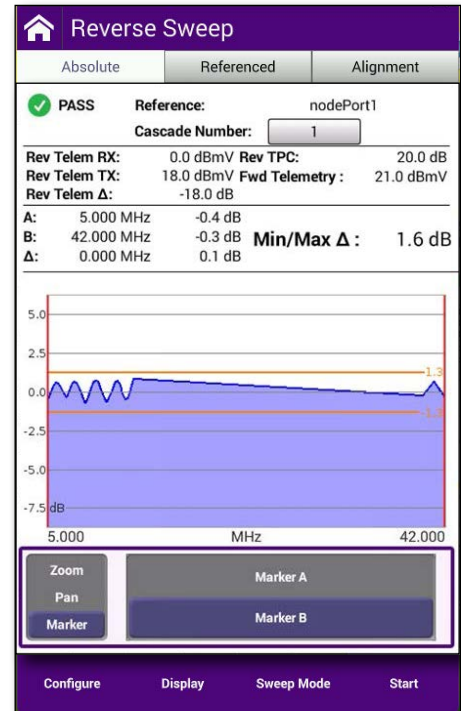 Reverse Sweep
Absolute Referenced Alignment
PASS Reference: nodePort1
Cascade Number: 1
Rev Telem RX: 0.0 dBmV Rev TPC: 20.0 dB
Rev Telem TX: 18.0 dBmV Fwd Telemetry : 21.0 dBmV
Rev Telem Δ: -18.0 dB
A: 5.000 MHz -0.4 dB
B: 42.000 MHz -0.3 dB Min/Max Δ : 1.6 dB
Δ: 0.000 MHz 0.1 dB
5.0
2.5
1.3
0.0
-1.3
-2.5
-5.0
-7.5 dB
5.000 MHz 42.000
Zoom
Pan
Marker
Marker A
Marker B
Configure Display Sweep Mode Start